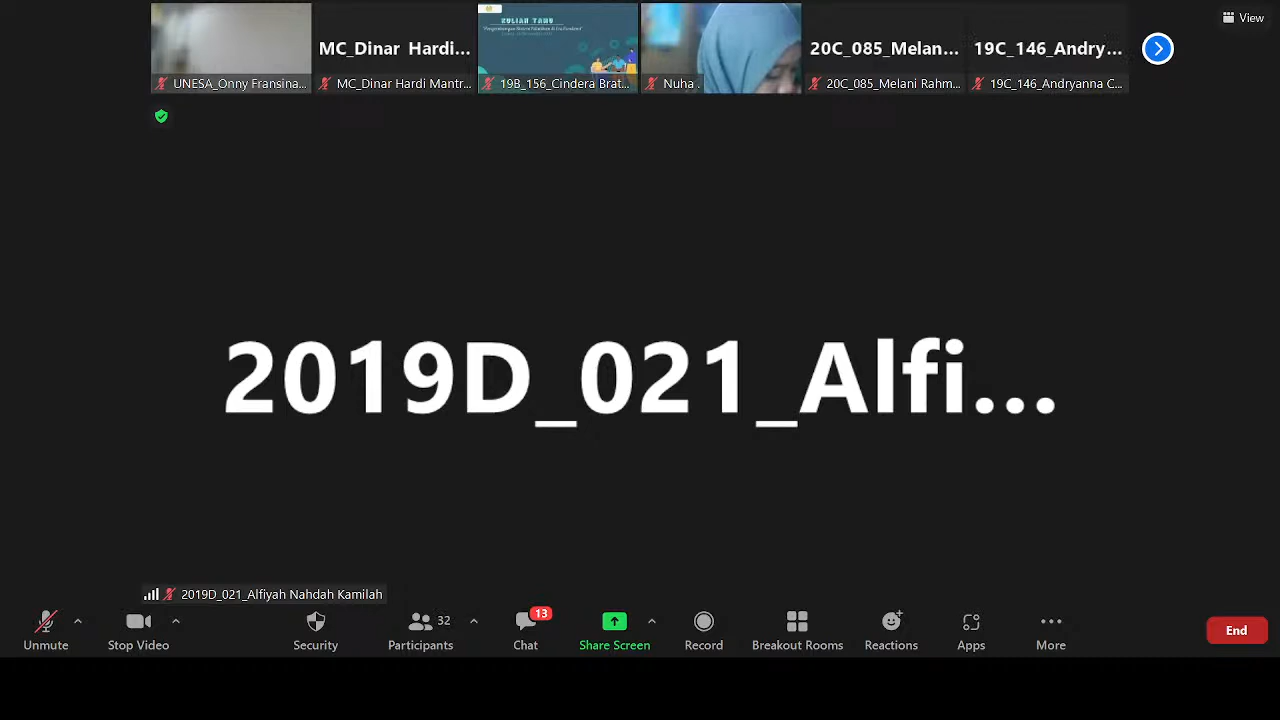 View
MC_Dinar Hardi...
KULIAH TAMU
20C_085_Melan...
19C_146_Andry...
UNESA_Onny Fransina...
MC_Dinar Hardi Mantr...
19B_156_Cindera Brat...
Nuha .
20C_085_Melani Rahm...
19C_146_Andryanna C...
2019D_021_Alfi...
2019D_021_Alfiyah Nahdah Kamilah
Unmute
Stop Video
Security
Participants
32
Chat
13
Share Screen
Record
Breakout Rooms
Reactions
Apps
More
End